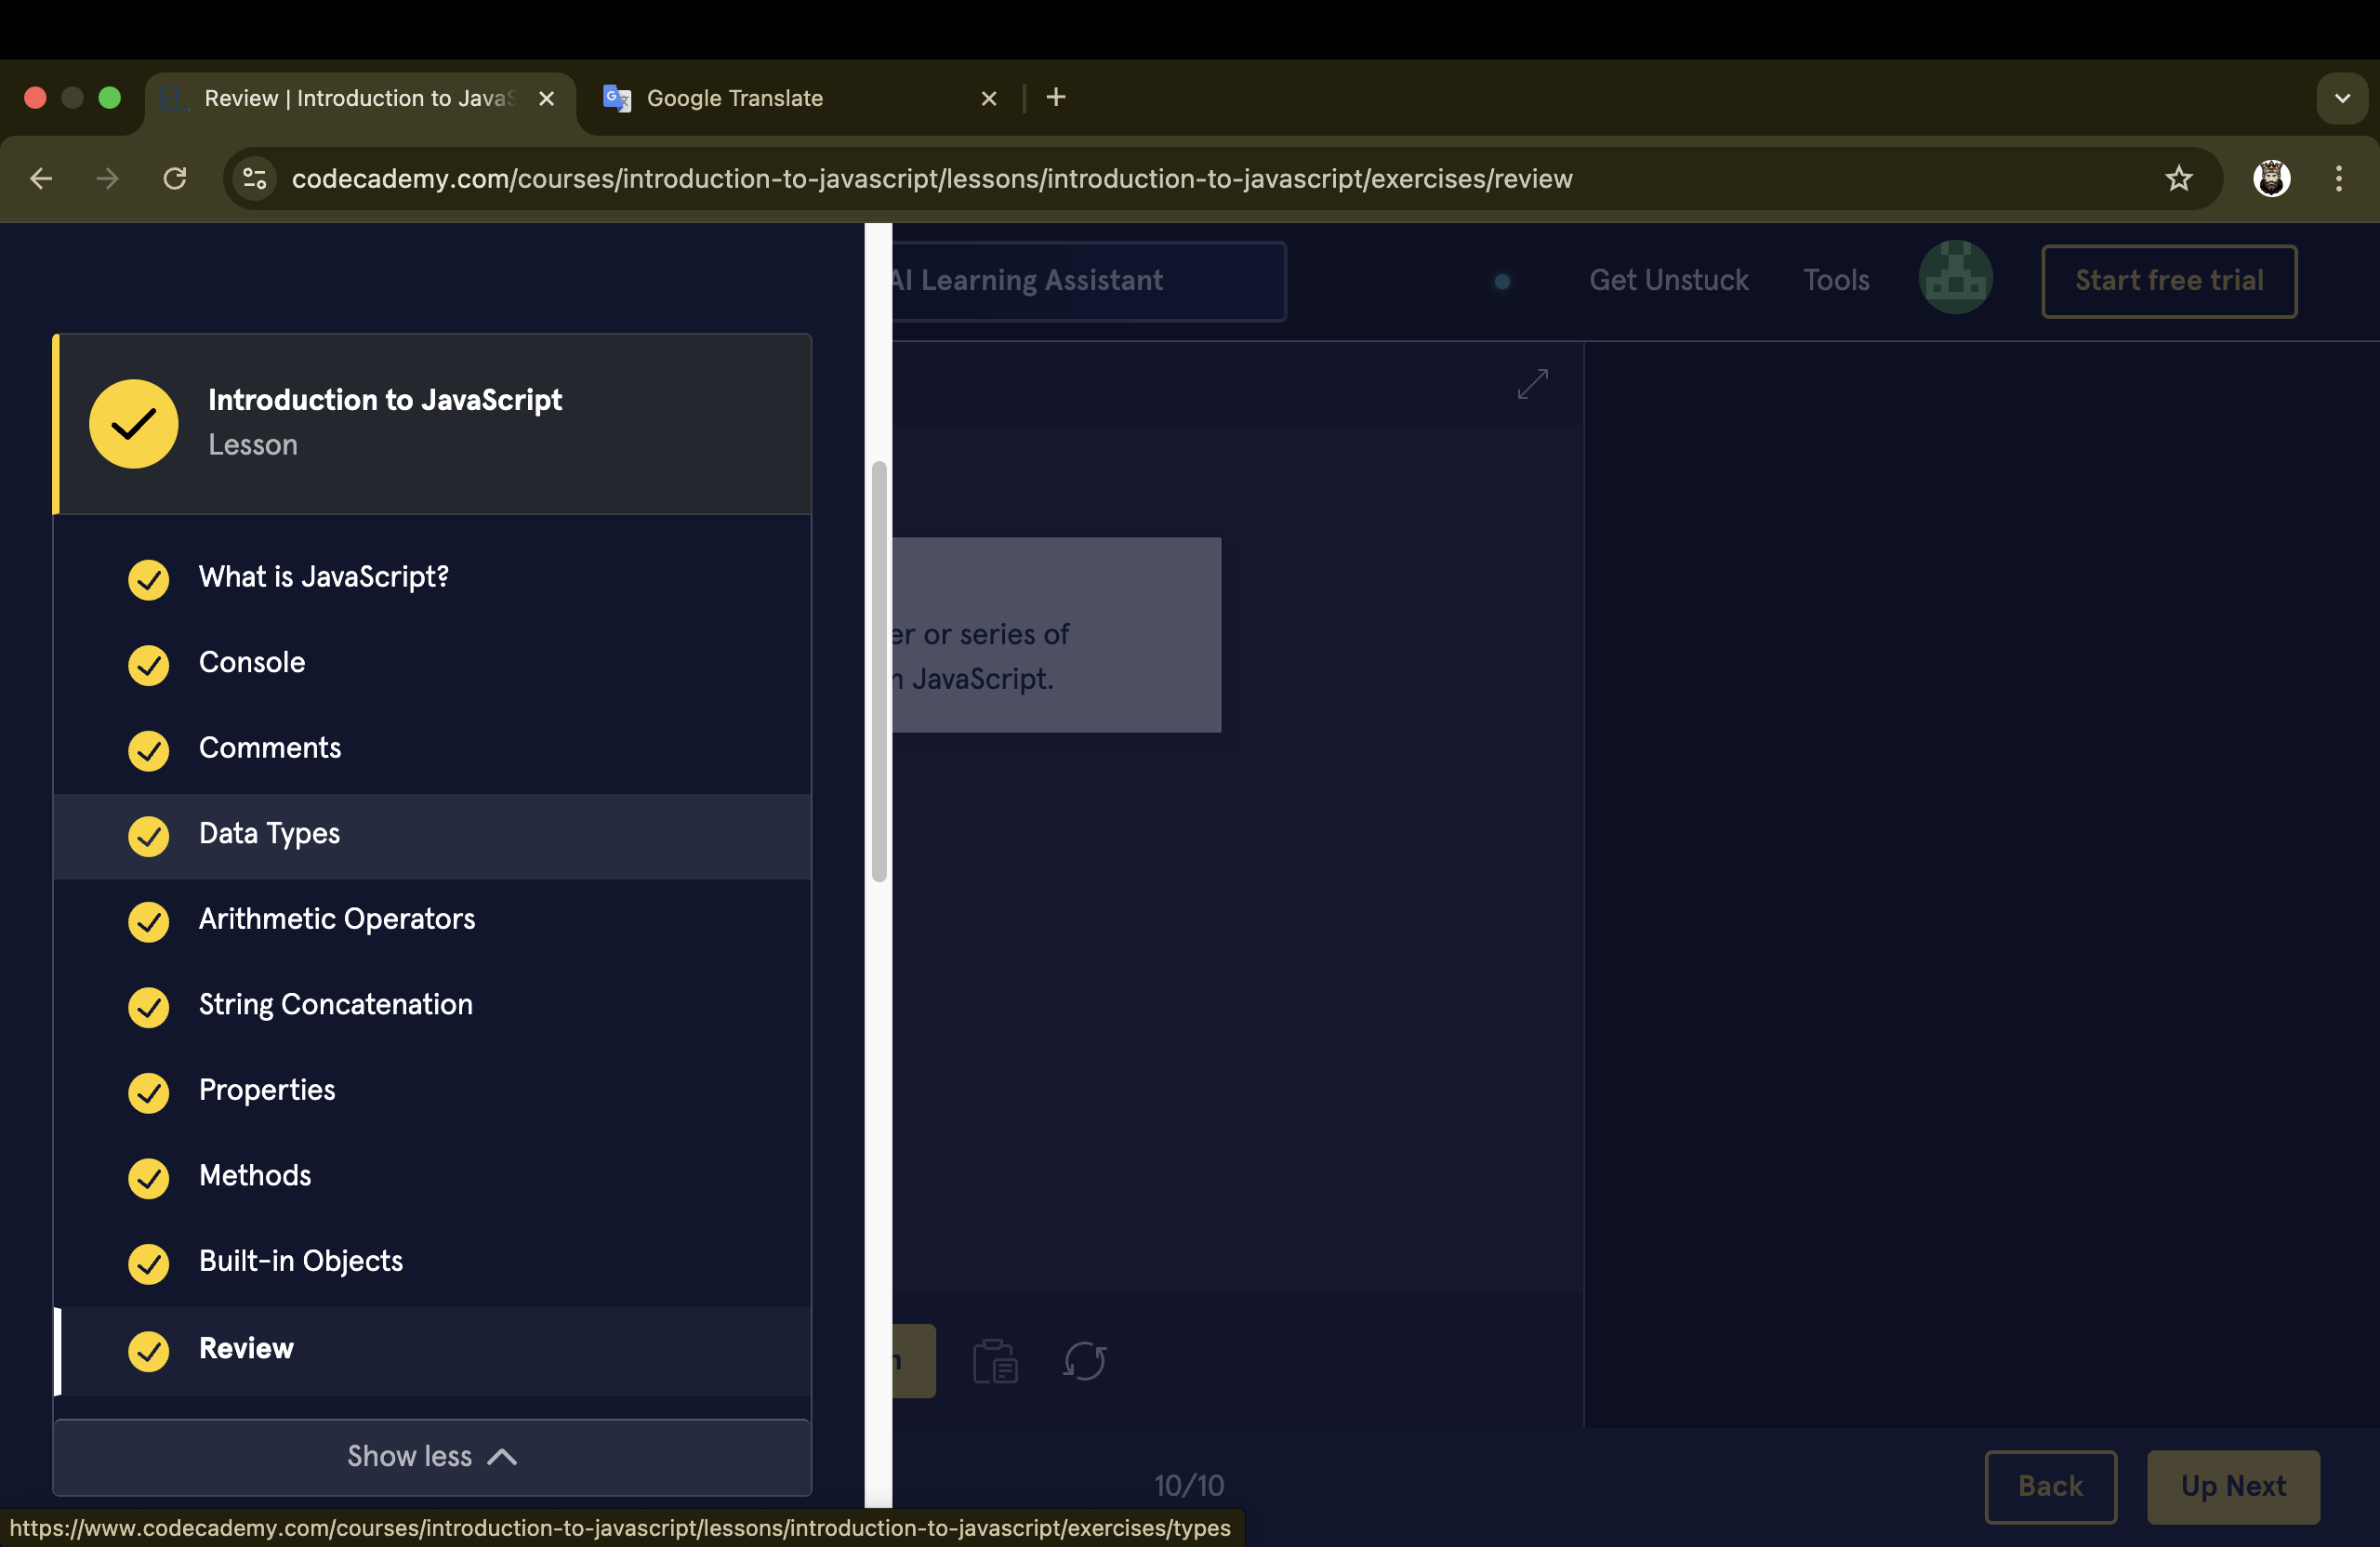 Review | Introduction to Java
Google Translate
codecademy.com/courses/introduction-to-javascript/lessons/introduction-to-javascript/exercises/review
AI Learning Assistant
Get Unstuck
Tools
Start free trial
Introduction to JavaScript
Lesson
What is JavaScript?
Console
Comments
Data Types
Arithmetic Operators
String Concatenation
Properties
Methods
Built-in Objects
Review
Show less
er or series of
JavaScript.
10/10
Back
Up Next
https://www.codecademy.com/courses/introduction-to-javascript/lessons/introduction-to-javascript/exercises/types